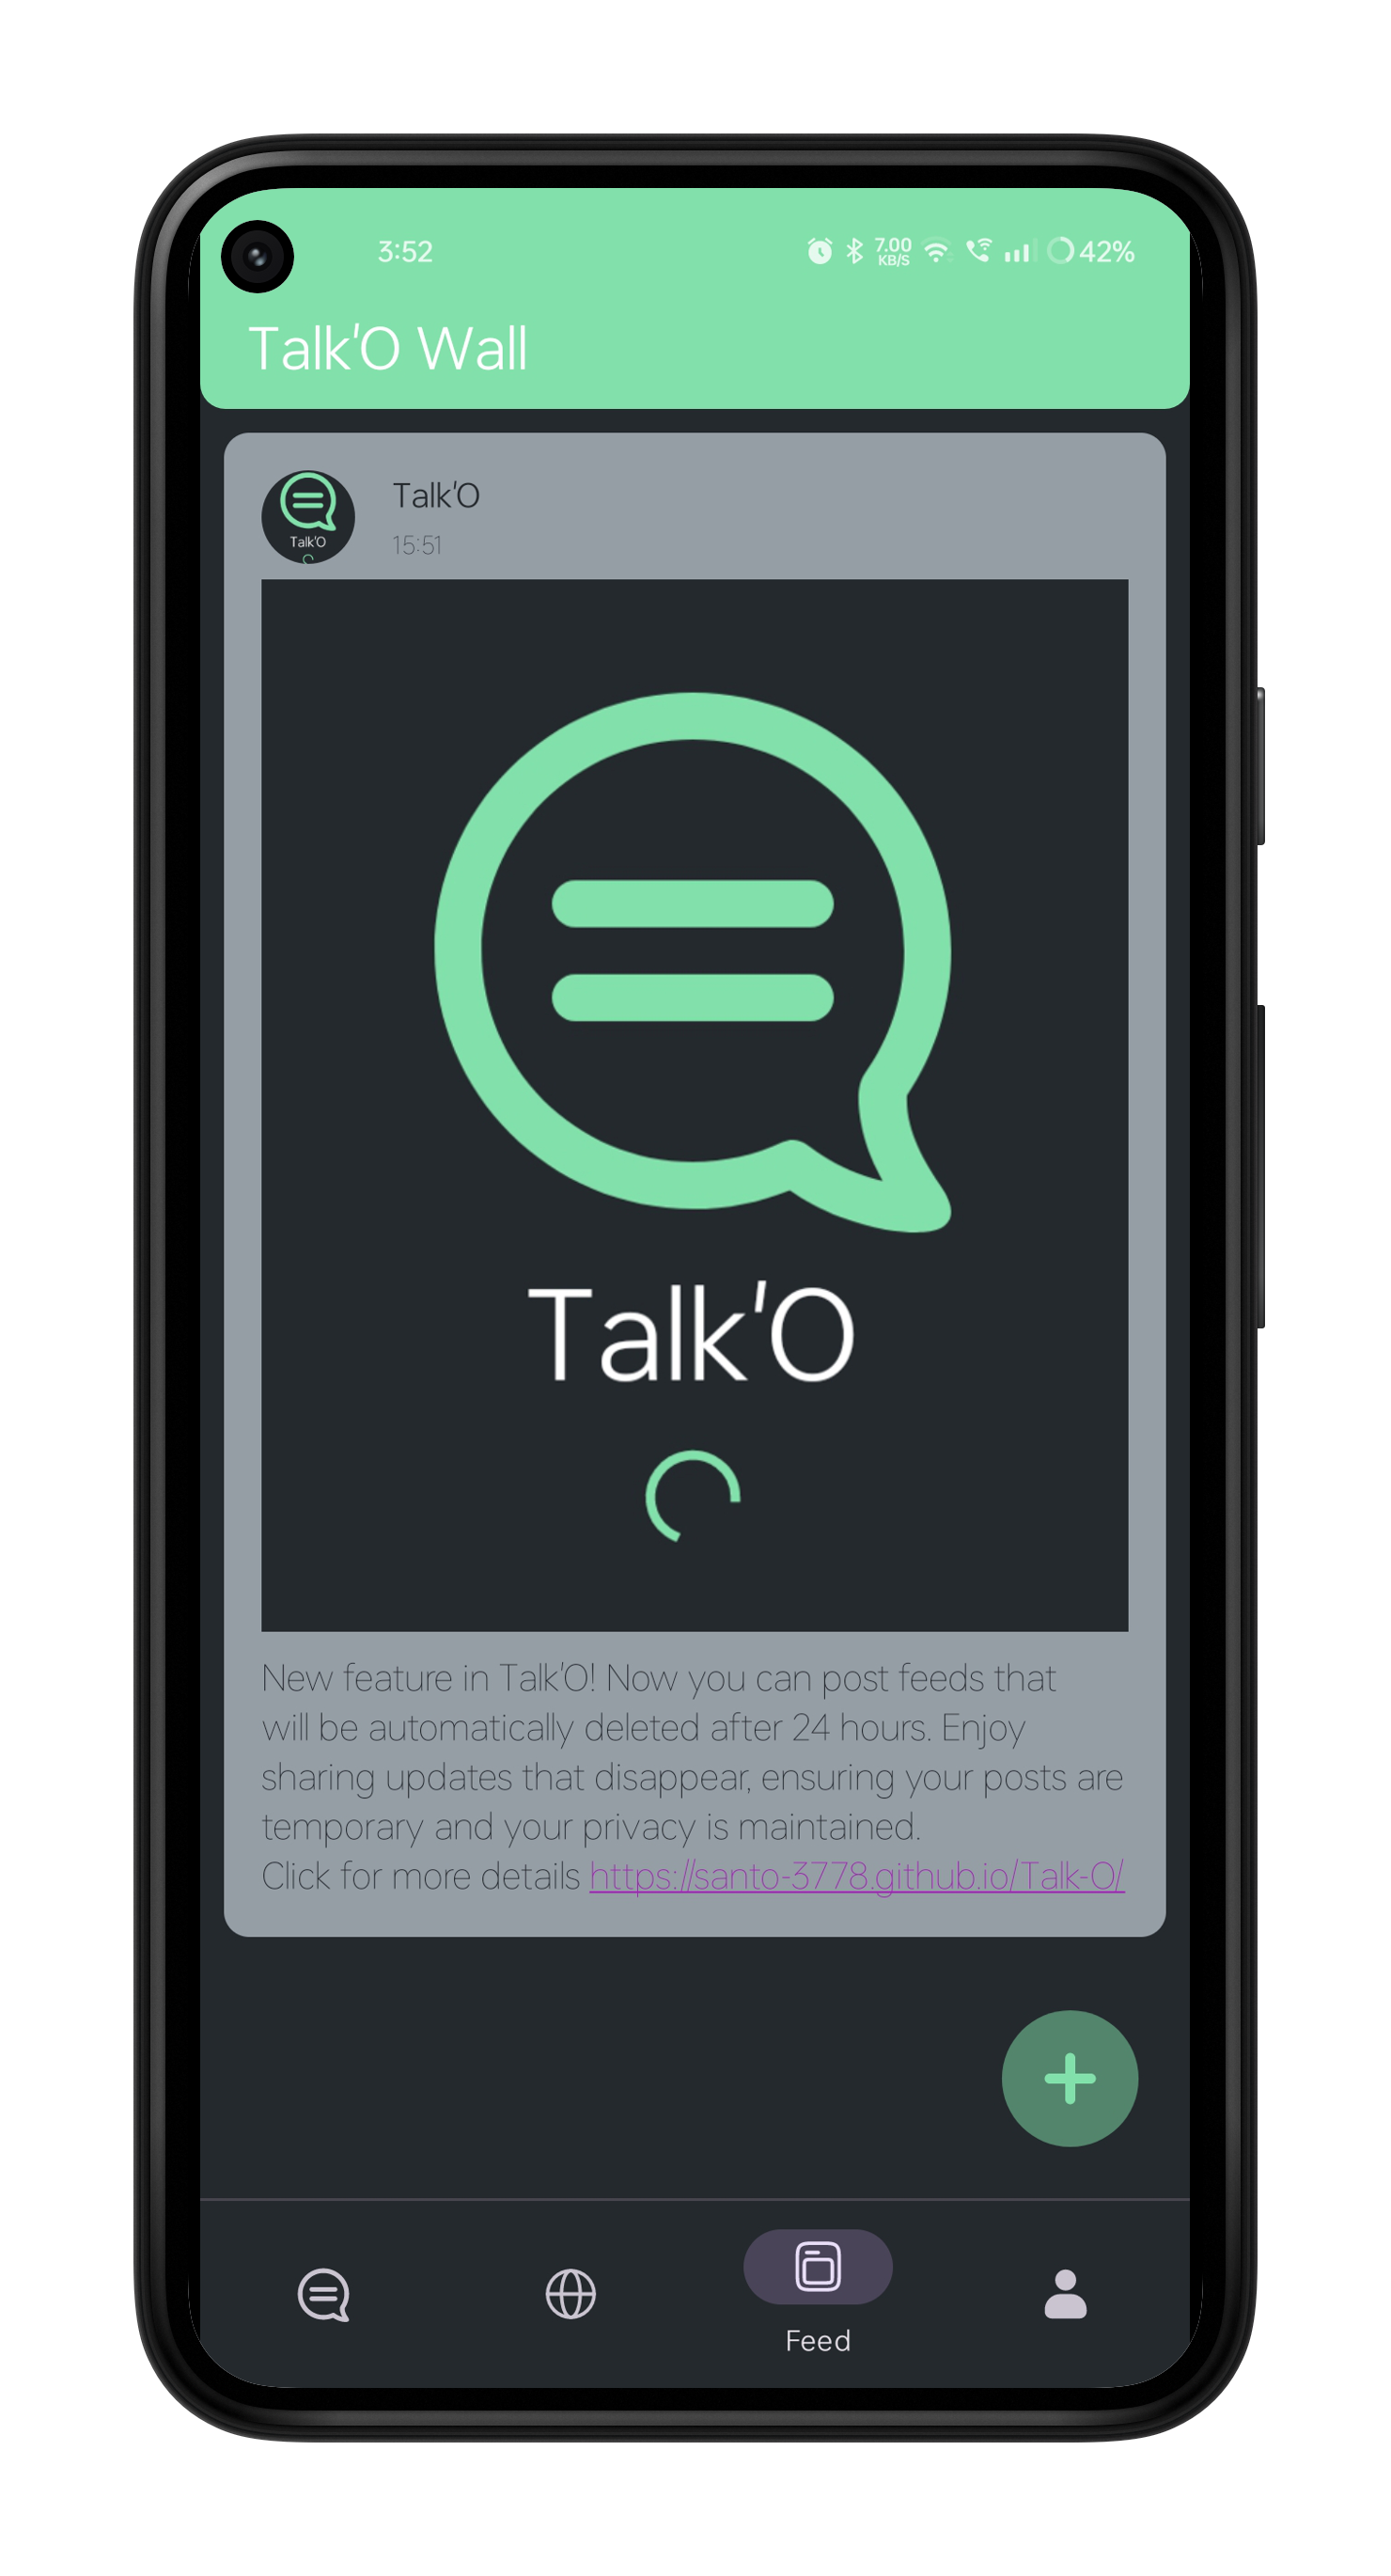 3:52 7.00 KB/S 42%
Talk'O Wall
Talk'O
Talk'O
15:51
Talk'O
New feature in Talk'O! Now you can post feeds that
will be automatically deleted after 24 hours. Enjoy
sharing updates that disappear, ensuring your posts are
temporary and your privacy is maintained.
Click for more details https://santo-3778.github.io/Talk-O/
Feed